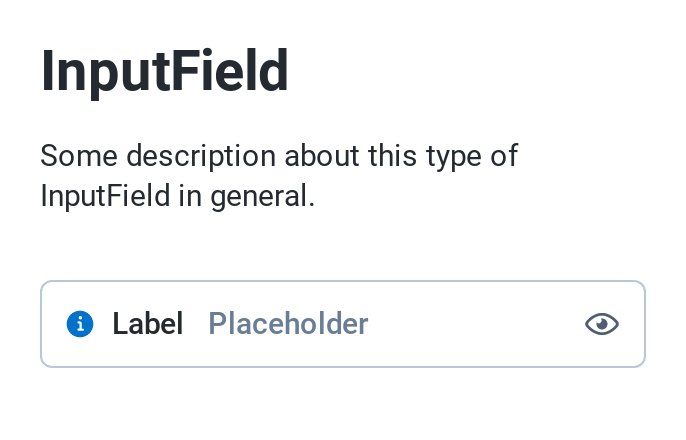 InputField
Some description about this type of
InputField in general.
Label Placeholder